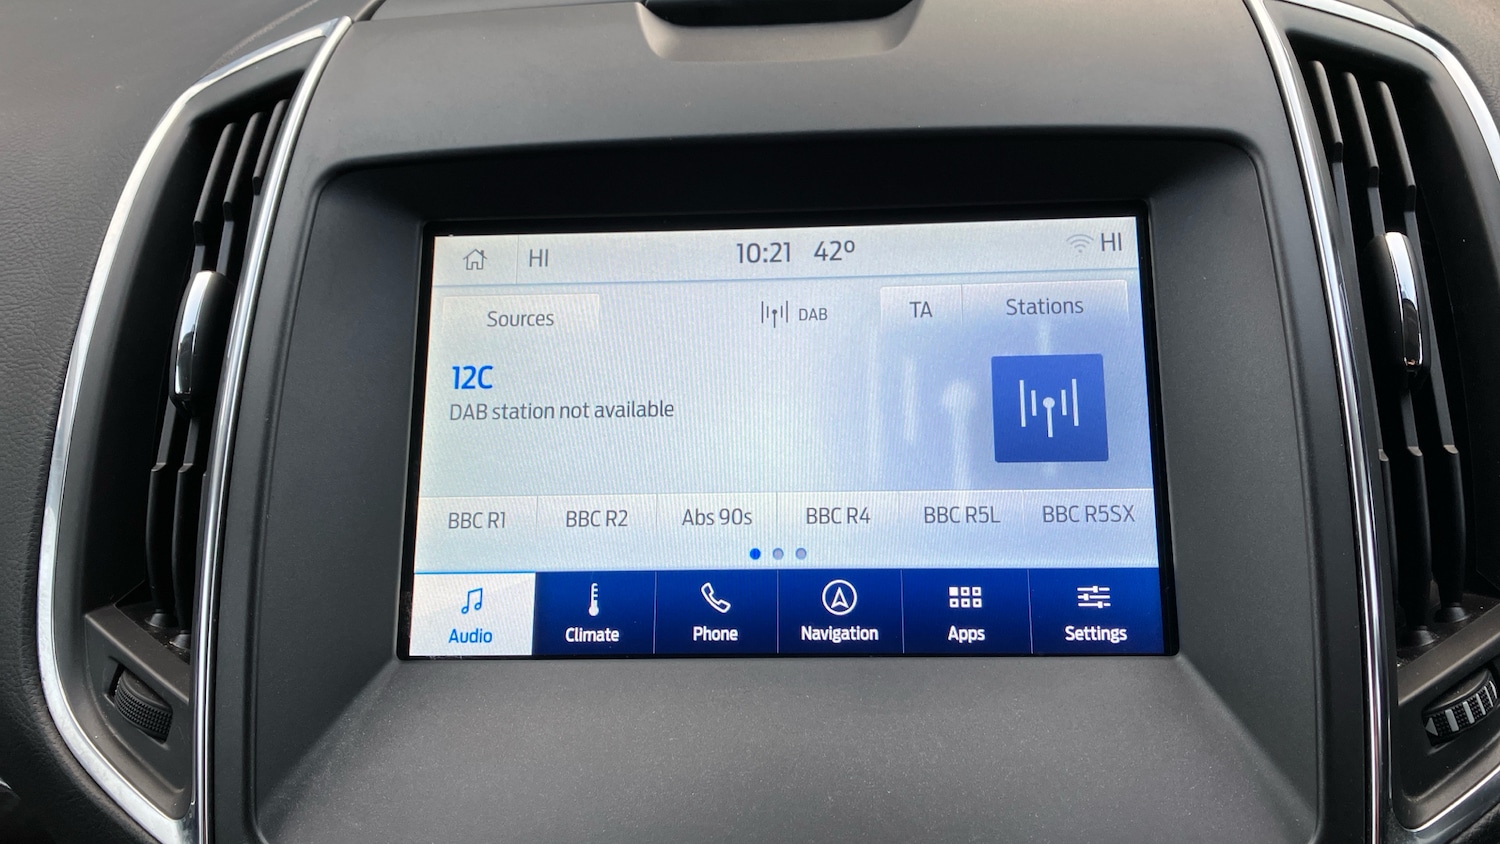 HI 10:21 42° HI
Sources DAB TA Stations
12C
DAB station not available
BBC R1 BBC R2 Abs 90s BBC R4 BBC R5L BBC R5SX
Audio Climate Phone Navigation Apps Settings